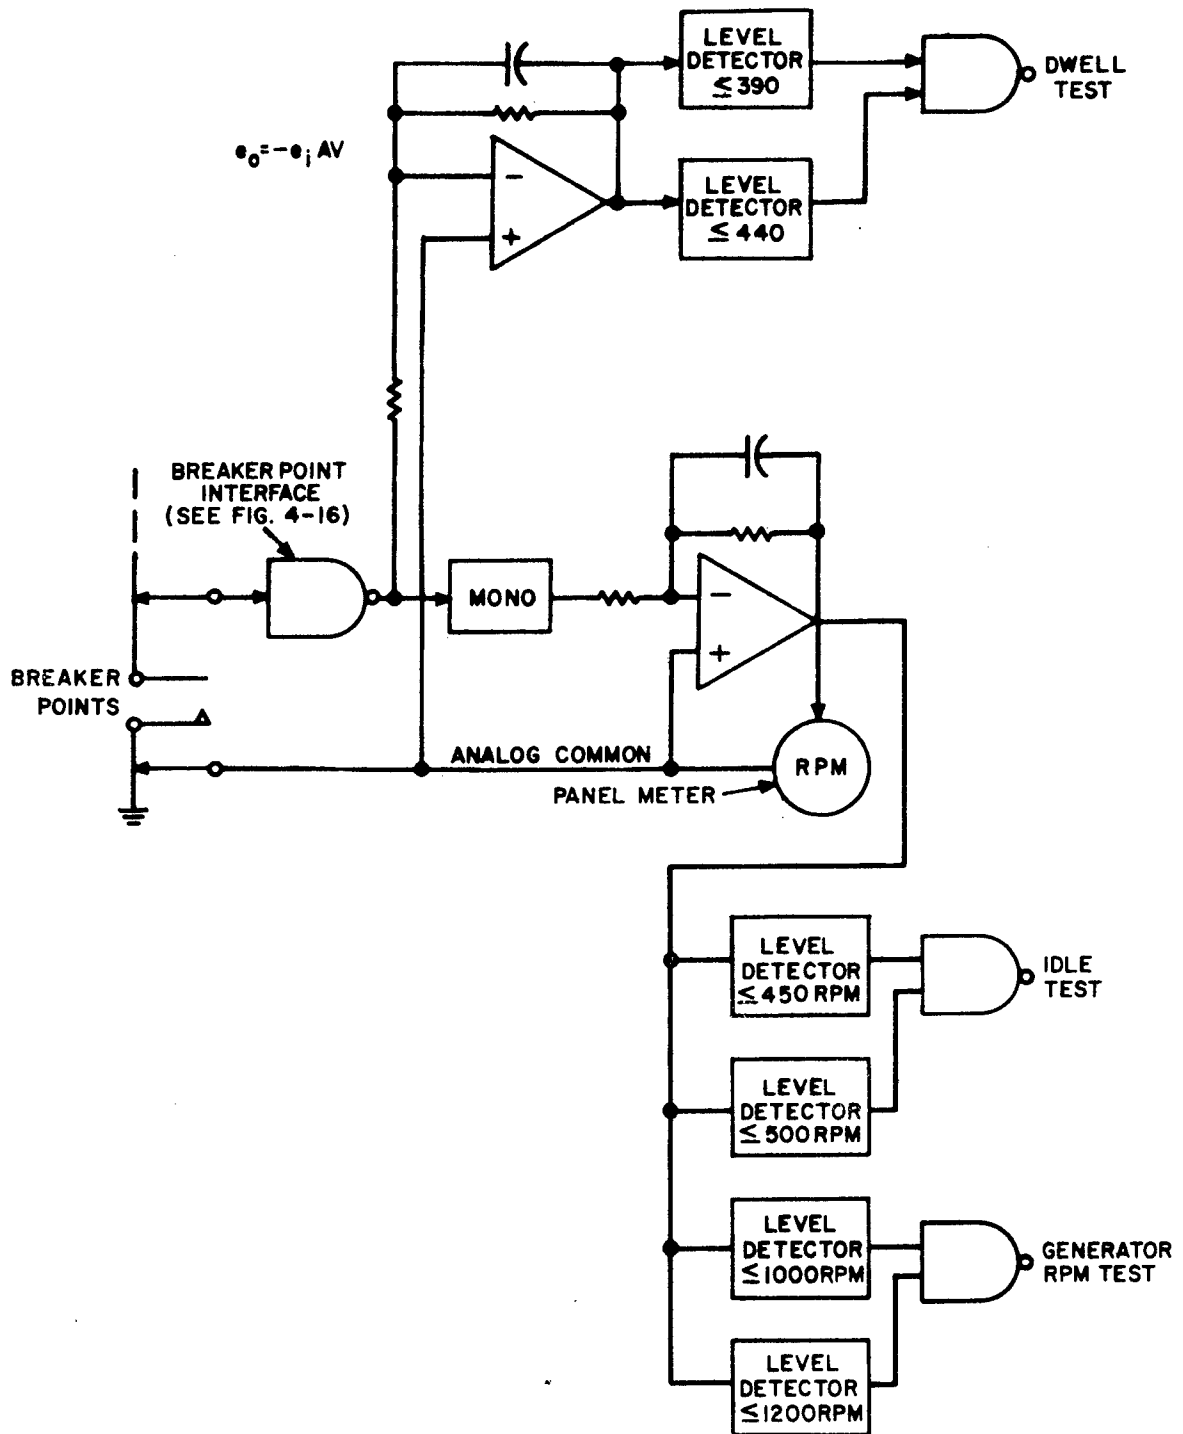 LEVEL
DETECTOR
≤390
DWELL
TEST
e₀=-eᵢ AV
−
+
LEVEL
DETECTOR
≤440
BREAKER POINT
INTERFACE
(SEE FIG. 4-16)
MONO
−
+
BREAKER
POINTS
ANALOG COMMON
RPM
PANEL METER
LEVEL
DETECTOR
≤450 RPM
IDLE
TEST
LEVEL
DETECTOR
≤500 RPM
LEVEL
DETECTOR
≤1000RPM
GENERATOR
RPM TEST
LEVEL
DETECTOR
≤1200RPM